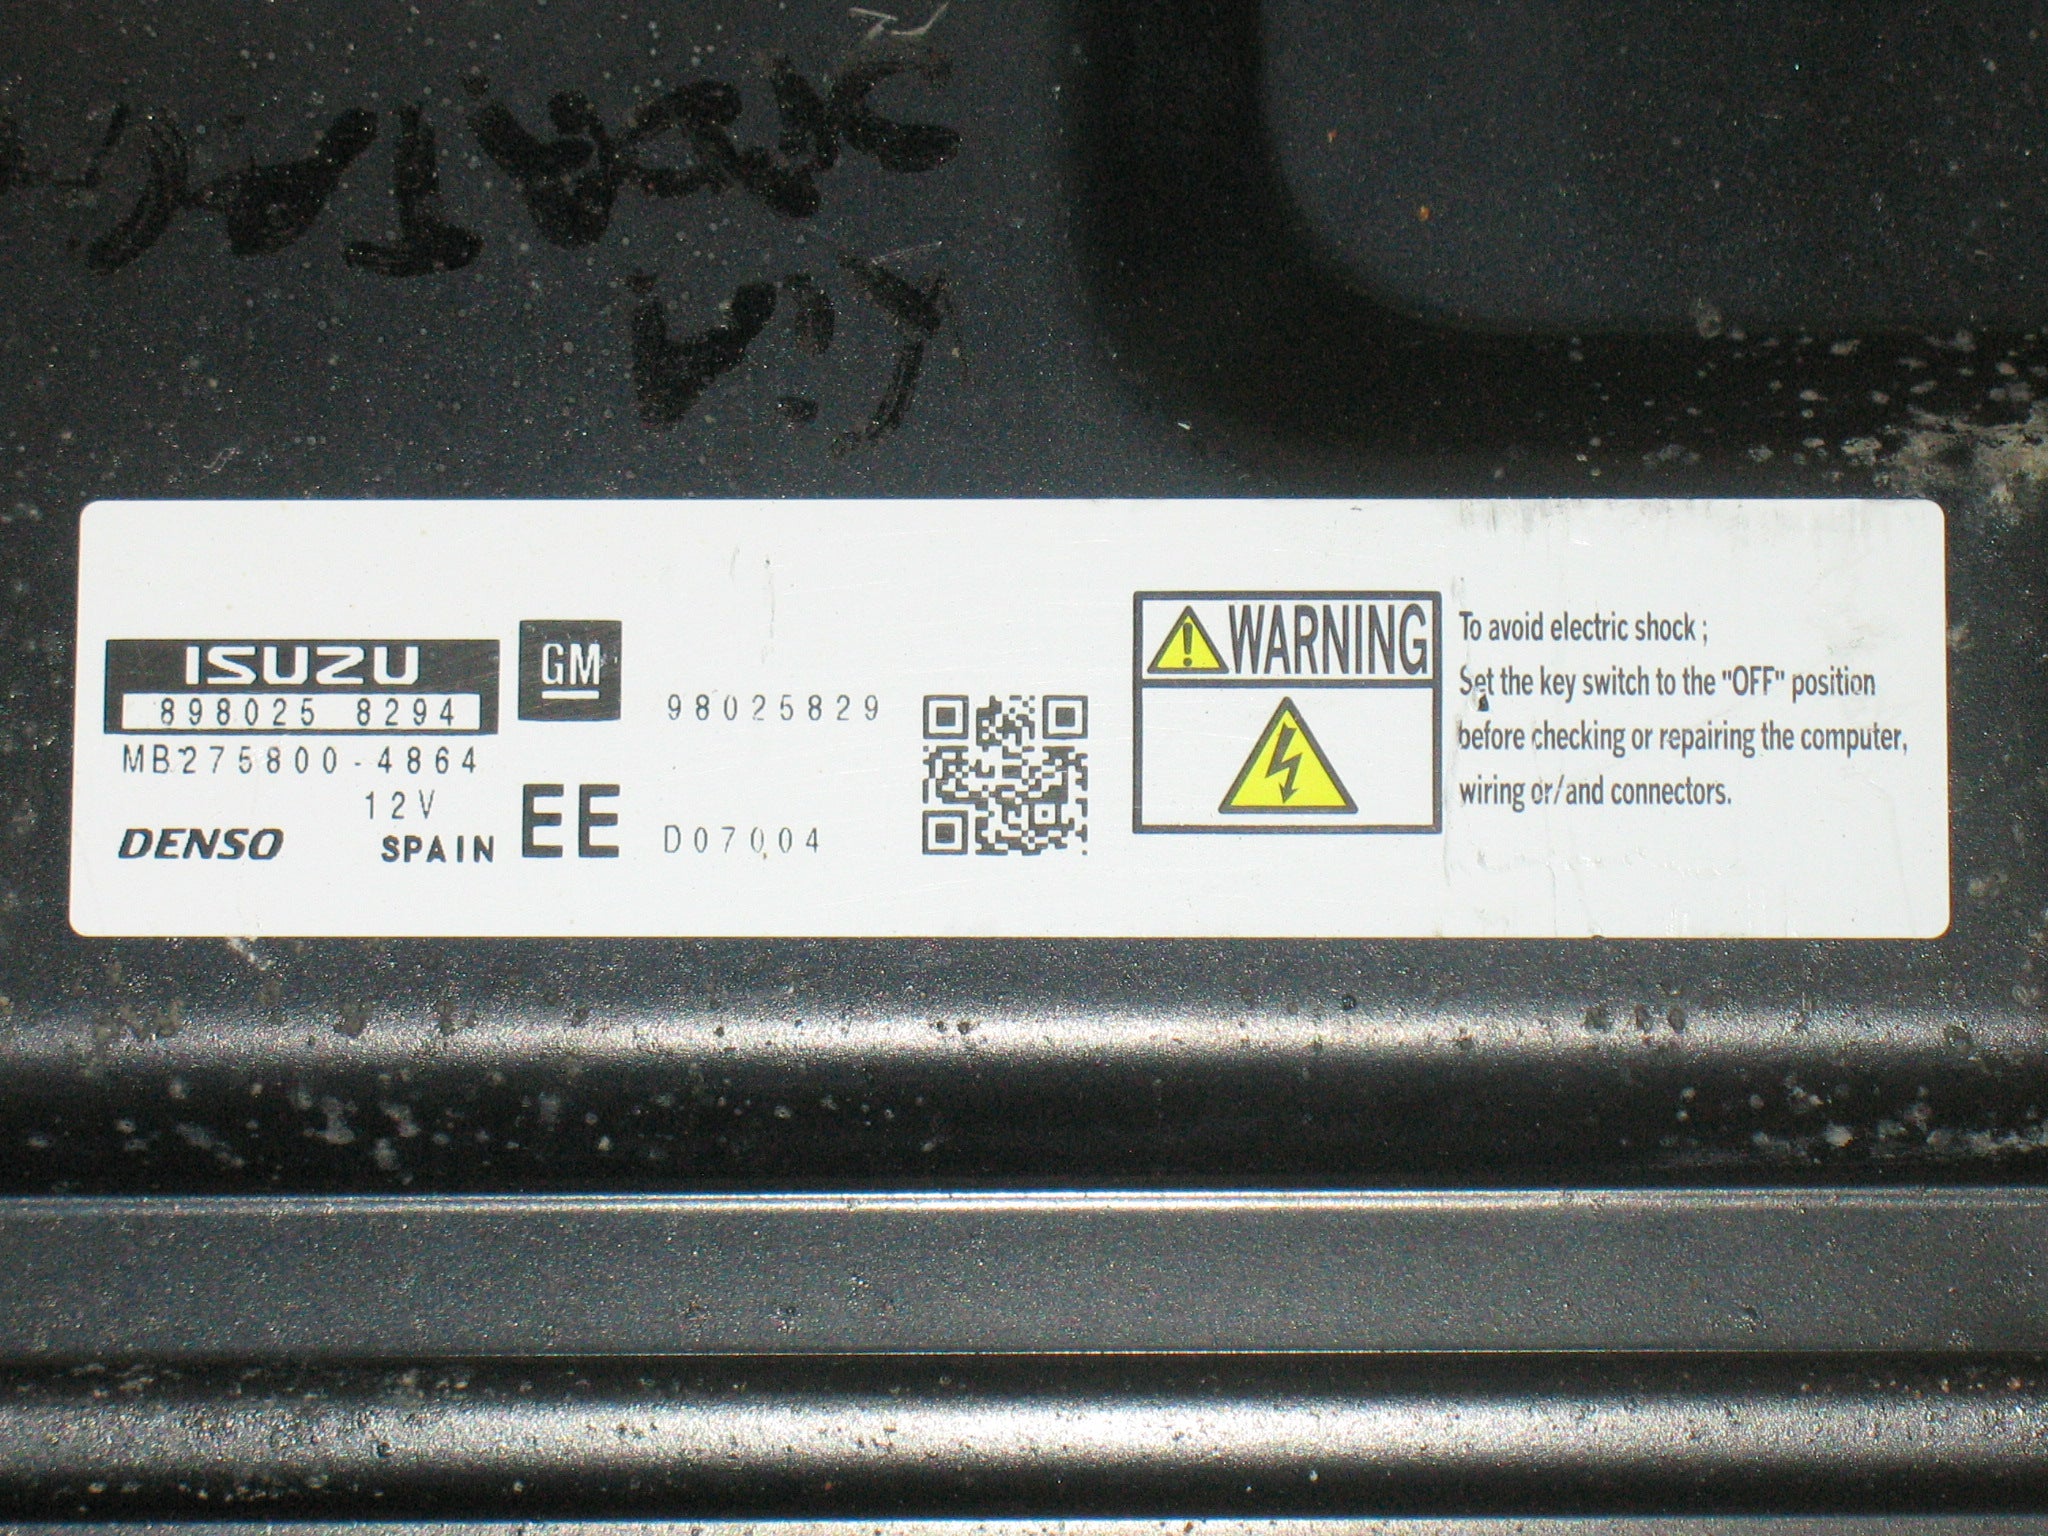 ISUZU
898025 8294
MB275800-4864
12V
DENSO SPAIN
GM
EE
98025829
D07004
WARNING
To avoid electric shock ;
Set the key switch to the "OFF" position
before checking or repairing the computer,
wiring or/and connectors.